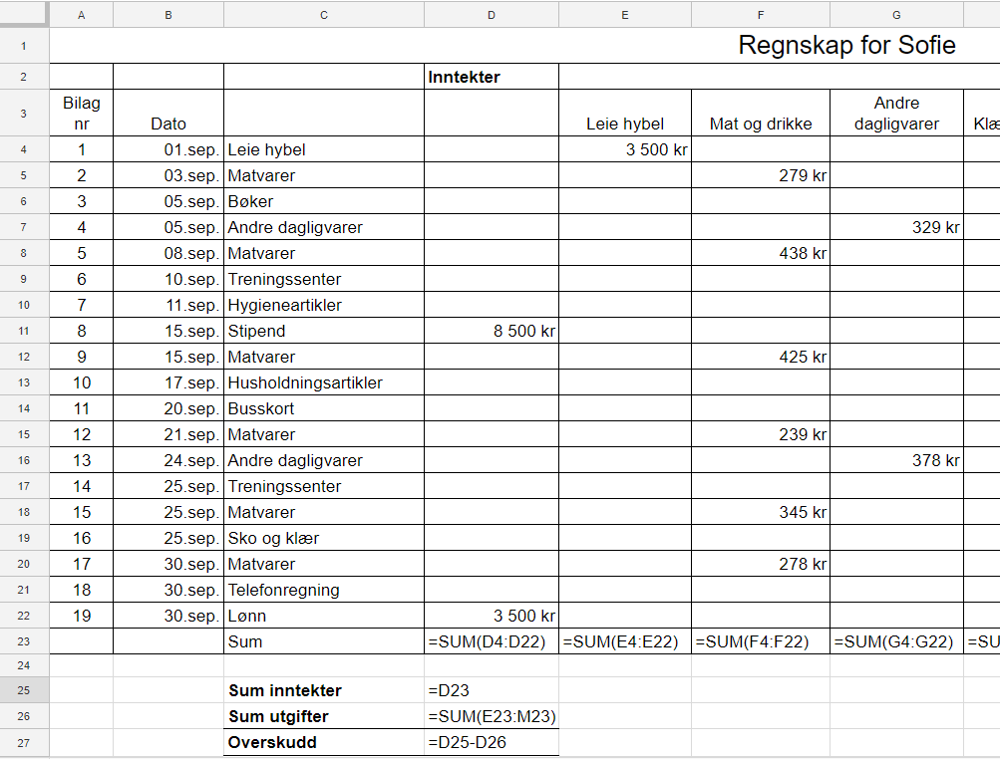 A B C D E F G
1 Regnskap for Sofie
2 Inntekter
3 Bilag nr Dato Leie hybel Mat og drikke Andre dagligvarer Klæ
4 1 01.sep. Leie hybel 3 500 kr
5 2 03.sep. Matvarer 279 kr
6 3 05.sep. Bøker
7 4 05.sep. Andre dagligvarer 329 kr
8 5 08.sep. Matvarer 438 kr
9 6 10.sep. Treningssenter
10 7 11.sep. Hygieneartikler
11 8 15.sep. Stipend 8 500 kr
12 9 15.sep. Matvarer 425 kr
13 10 17.sep. Husholdningsartikler
14 11 20.sep. Busskort
15 12 21.sep. Matvarer 239 kr
16 13 24.sep. Andre dagligvarer 378 kr
17 14 25.sep. Treningssenter
18 15 25.sep. Matvarer 345 kr
19 16 25.sep. Sko og klær
20 17 30.sep. Matvarer 278 kr
21 18 30.sep. Telefonregning
22 19 30.sep. Lønn 3 500 kr
23 Sum =SUM(D4:D22) =SUM(E4:E22) =SUM(F4:F22) =SUM(G4:G22) =SU
24
25 Sum inntekter =D23
26 Sum utgifter =SUM(E23:M23)
27 Overskudd =D25-D26